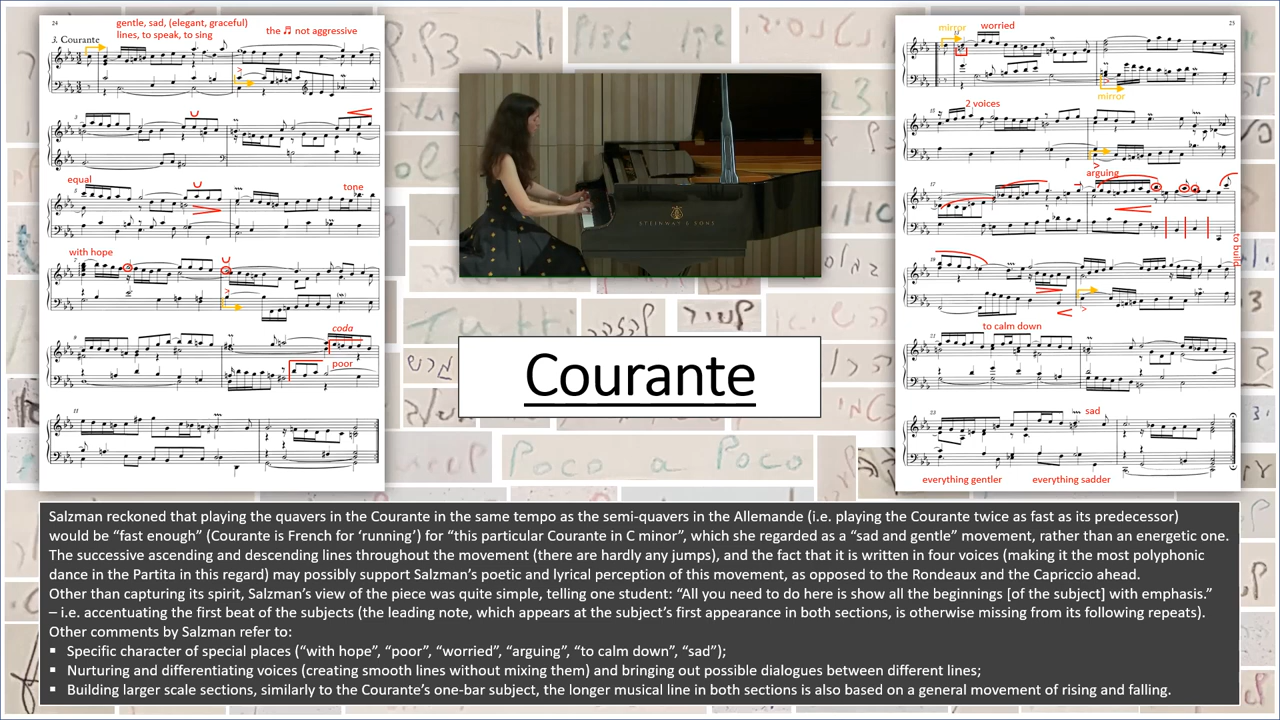 24
gentle, sad, (elegant, graceful)
lines, to speak, to sing
the ♫ not aggressive
3. Courante
3
equal
5
tone
with hope
7
9
coda
poor
11
25
mirror
worried
13
mirror
2 voices
15
arguing
17
to build
19
to calm down
21
sad
23
everything gentler
everything sadder
STEINWAY & SONS
Poco a Poco
Courante
Salzman reckoned that playing the quavers in the Courante in the same tempo as the semi-quavers in the Allemande (i.e. playing the Courante twice as fast as its predecessor)
would be “fast enough” (Courante is French for ‘running’) for “this particular Courante in C minor”, which she regarded as a “sad and gentle” movement, rather than an energetic one.
The successive ascending and descending lines throughout the movement (there are hardly any jumps), and the fact that it is written in four voices (making it the most polyphonic
dance in the Partita in this regard) may possibly support Salzman’s poetic and lyrical perception of this movement, as opposed to the Rondeaux and the Capriccio ahead.
Other than capturing its spirit, Salzman’s view of the piece was quite simple, telling one student: “All you need to do here is show all the beginnings [of the subject] with emphasis.”
– i.e. accentuating the first beat of the subjects (the leading note, which appears at the subject’s first appearance in both sections, is otherwise missing from its following repeats).
Other comments by Salzman refer to:
▪ Specific character of special places (“with hope”, “poor”, “worried”, “arguing”, “to calm down”, “sad”);
▪ Nurturing and differentiating voices (creating smooth lines without mixing them) and bringing out possible dialogues between different lines;
▪ Building larger scale sections, similarly to the Courante’s one-bar subject, the longer musical line in both sections is also based on a general movement of rising and falling.